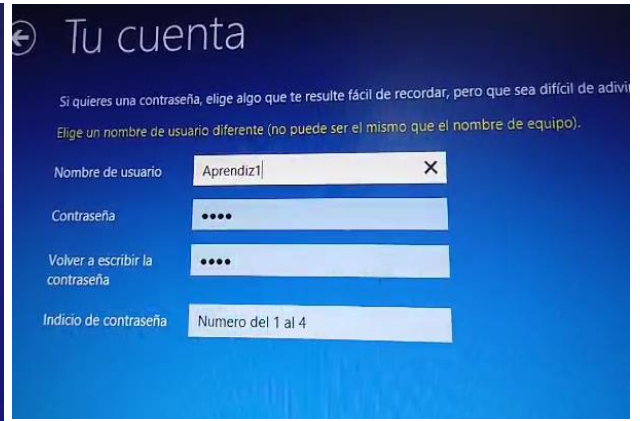 Tu cuenta
Si quieres una contraseña, elige algo que te resulte fácil de recordar, pero que sea difícil de
Elige un nombre de usuario diferente (no puede ser el mismo que el nombre de equipo).
Nombre de usuario Aprendiz1
Contraseña ••••
Volver a escribir la
contraseña ••••
Indicio de contraseña Numero del 1 al 4